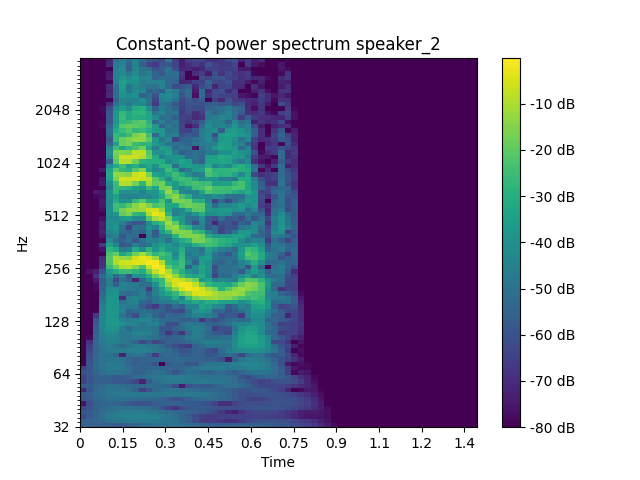 Constant-Q power spectrum speaker_2
Hz
2048
1024
512
256
128
64
32
0 0.15 0.3 0.45 0.6 0.75 0.9 1.1 1.2 1.4
Time
-10 dB
-20 dB
-30 dB
-40 dB
-50 dB
-60 dB
-70 dB
-80 dB